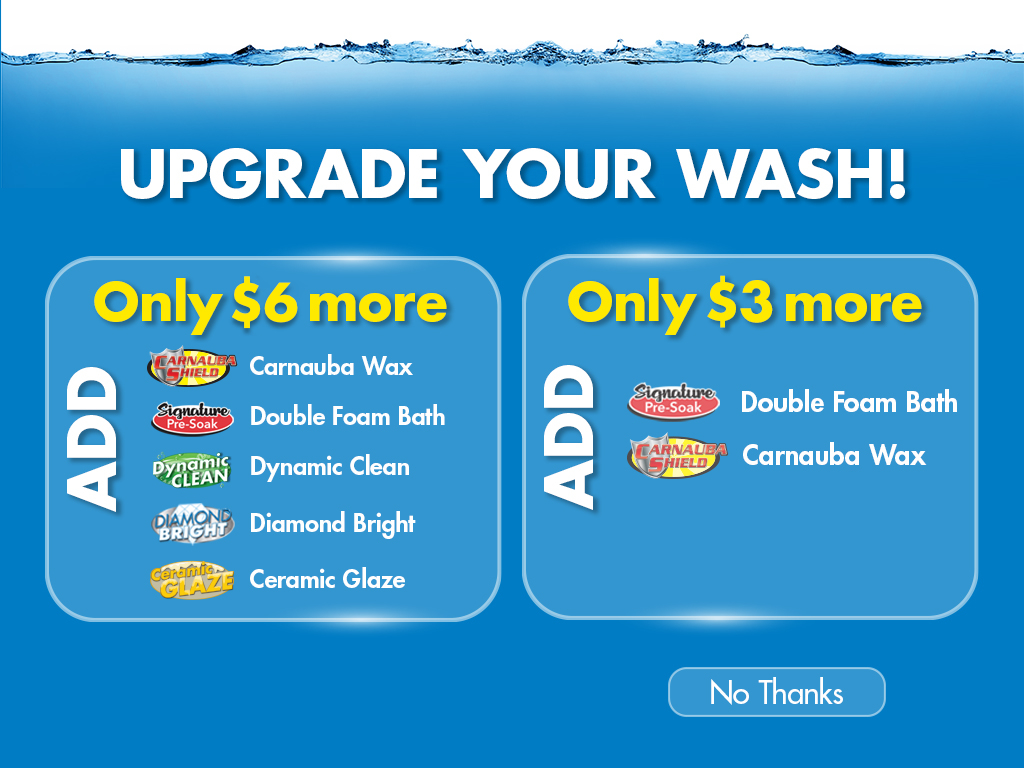 UPGRADE YOUR WASH!
Only $6 more
ADD
CARNAUBA SHIELD
Carnauba Wax
Signature Pre-Soak
Double Foam Bath
Dynamic CLEAN
Dynamic Clean
DIAMOND BRIGHT
Diamond Bright
Ceramic GLAZE
Ceramic Glaze
Only $3 more
ADD
Signature Pre-Soak
Double Foam Bath
CARNAUBA SHIELD
Carnauba Wax
No Thanks